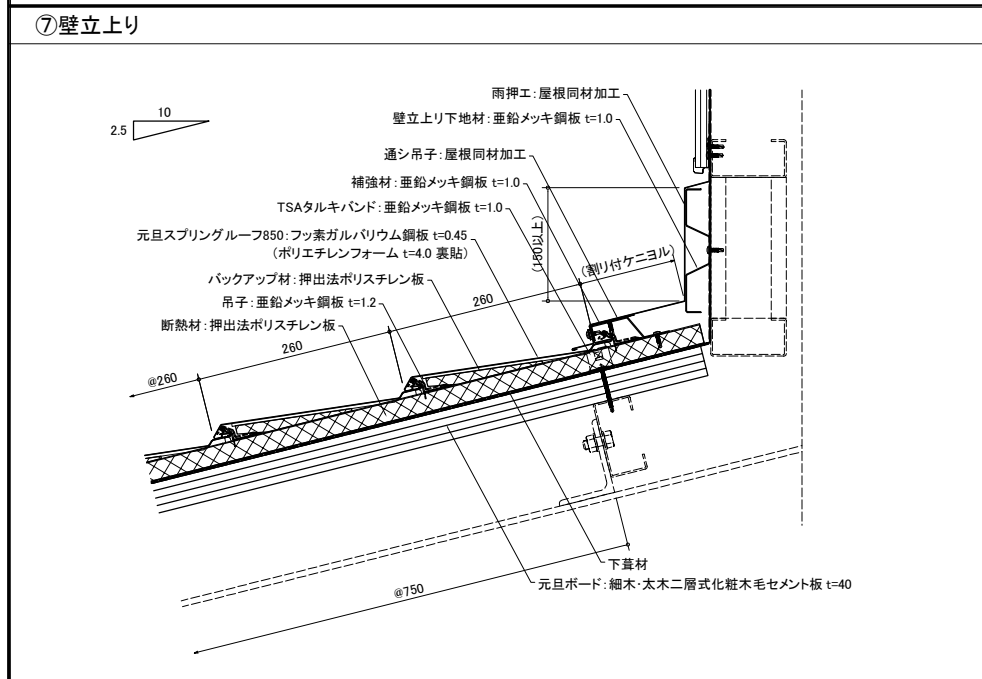 ⑦壁立上り
10
2.5
雨押エ:屋根同材加工
壁立上り下地材:亜鉛メッキ鋼板 t=1.0
通シ吊子:屋根同材加工
補強材:亜鉛メッキ鋼板 t=1.0
TSAタルキバンド:亜鉛メッキ鋼板 t=1.0
元旦スプリングルーフ850:フッ素ガルバリウム鋼板 t=0.45
(ポリエチレンフォーム t=4.0 裏貼)
バックアップ材:押出法ポリスチレン板
吊子:亜鉛メッキ鋼板 t=1.2
断熱材:押出法ポリスチレン板
(150以上)
(割り付ケニヨル)
260
260
@260
下葺材
元旦ボード:細木・太木二層式化粧木毛セメント板 t=40
@750